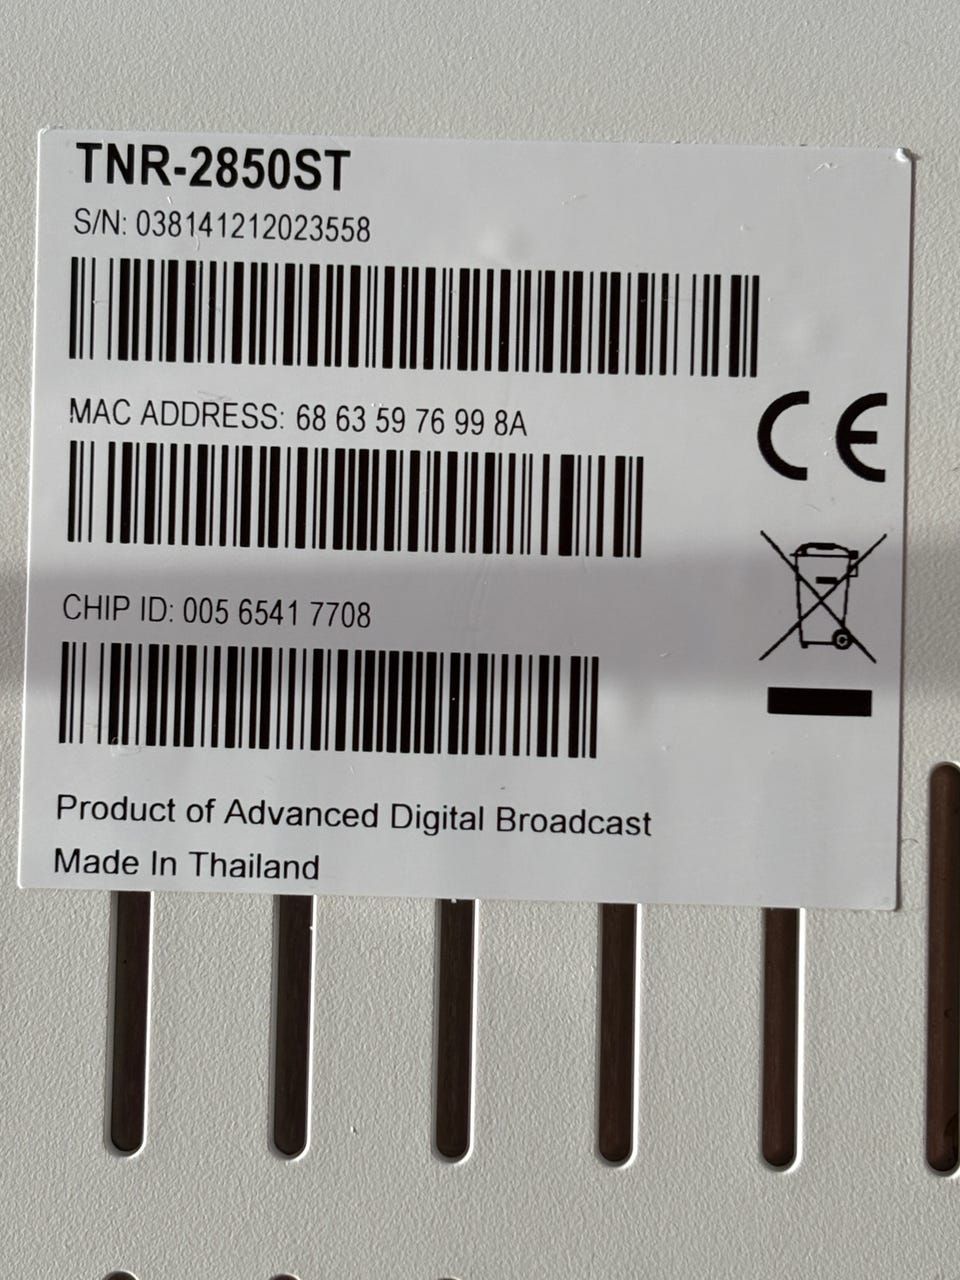 TNR-2850ST
S/N: 038141212023558
MAC ADDRESS: 68 63 59 76 99 8A
CE
CHIP ID: 005 6541 7708
Product of Advanced Digital Broadcast
Made In Thailand